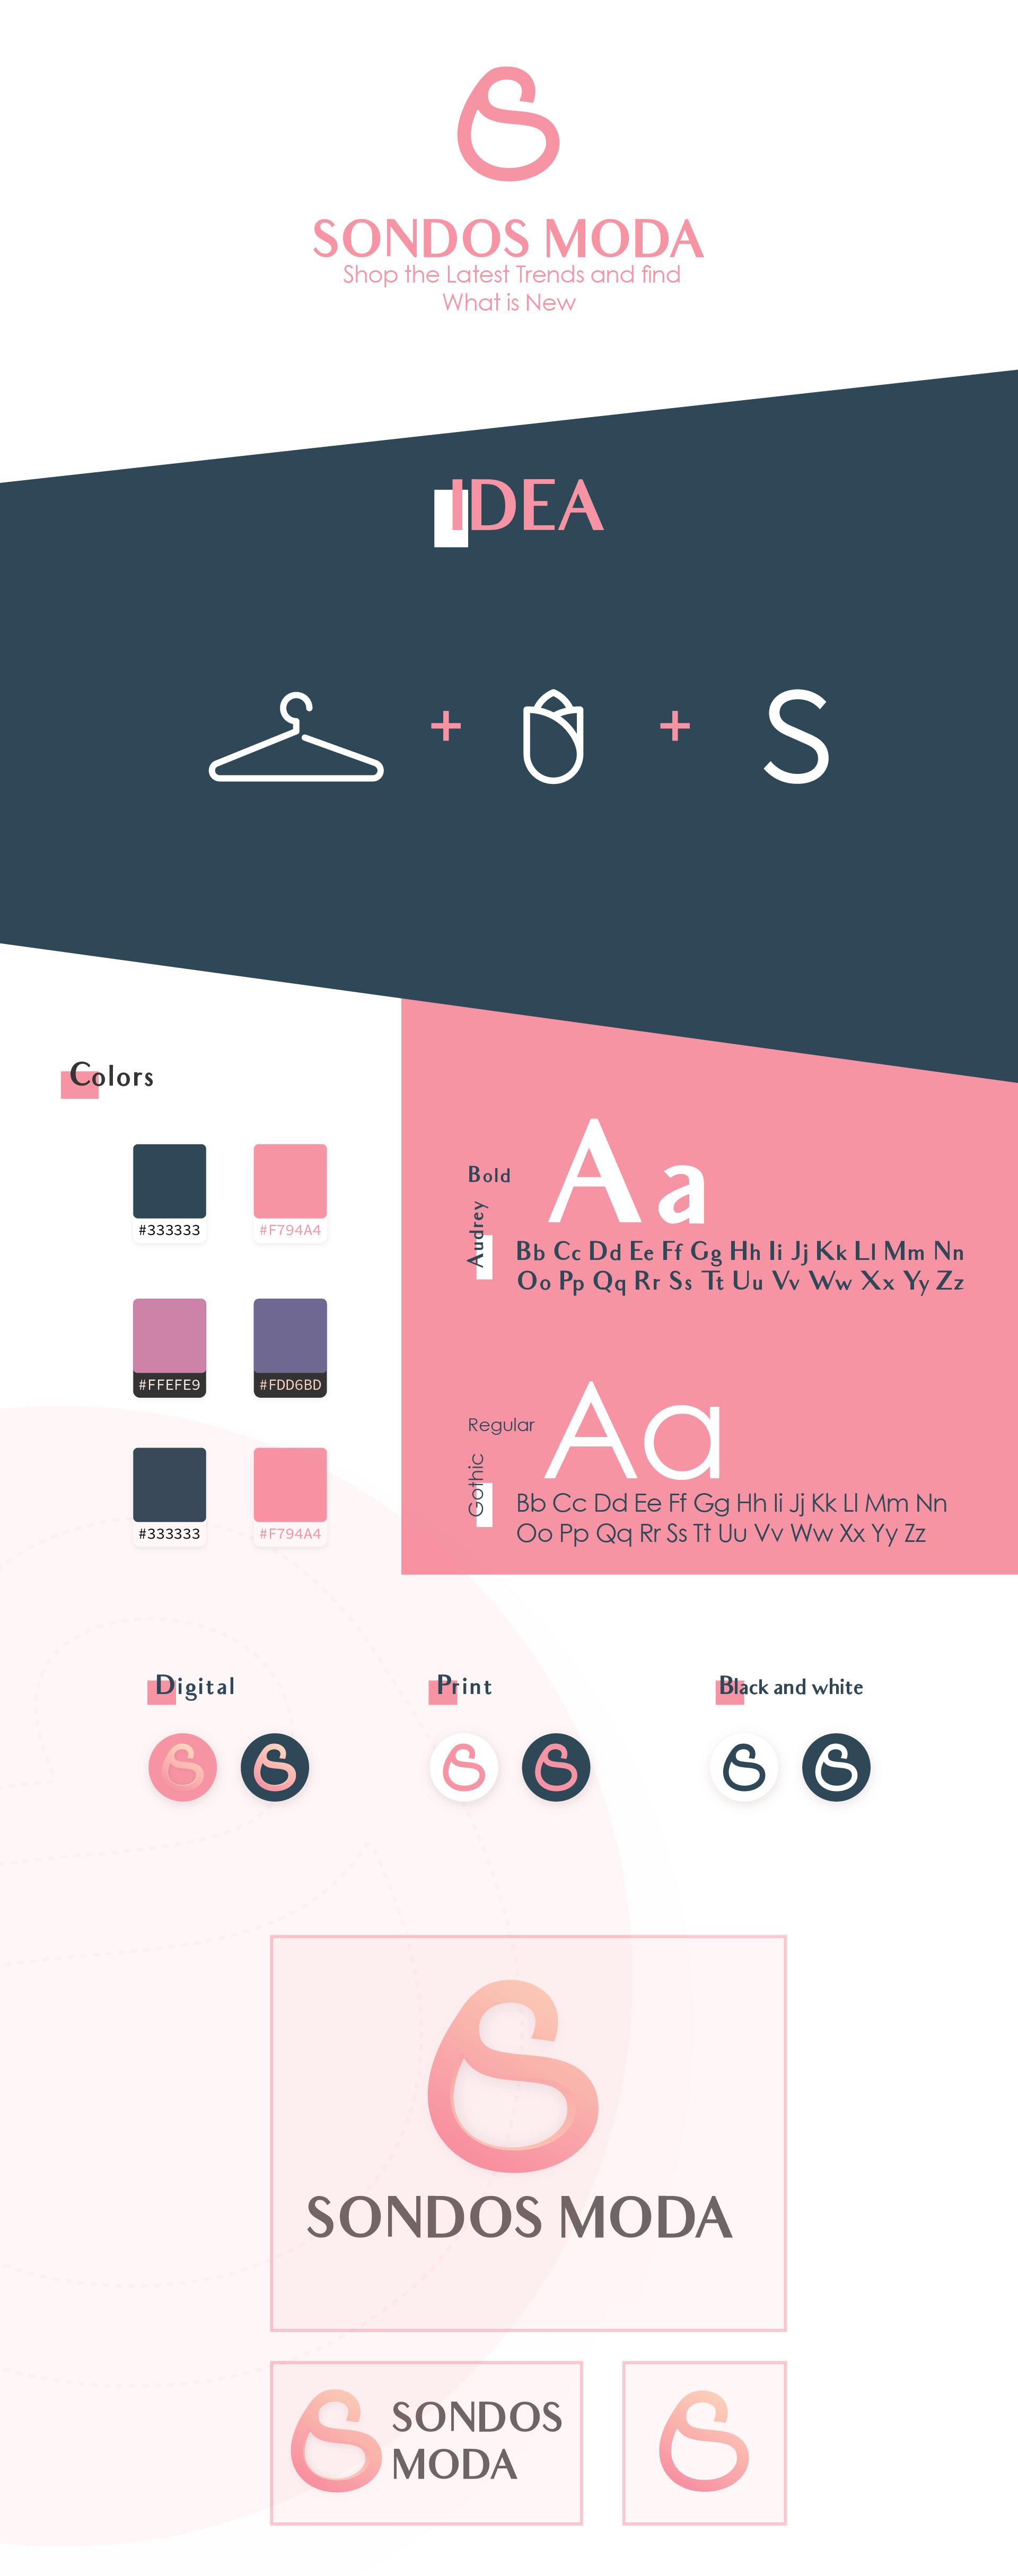 SONDOS MODA
Shop the Latest Trends and find
What is New
IDEA
+ + S
Colors
#333333 #F794A4
#FFEFE9 #FDD6BD
#333333 #F794A4
Bold
Audrey
Aa
Bb Cc Dd Ee Ff Gg Hh Ii Jj Kk Ll Mm Nn
Oo Pp Qq Rr Ss Tt Uu Vv Ww Xx Yy Zz
Regular
Gothic
Aa
Bb Cc Dd Ee Ff Gg Hh Ii Jj Kk Ll Mm Nn
Oo Pp Qq Rr Ss Tt Uu Vv Ww Xx Yy Zz
Digital Print Black and white
SONDOS MODA
SONDOS
MODA